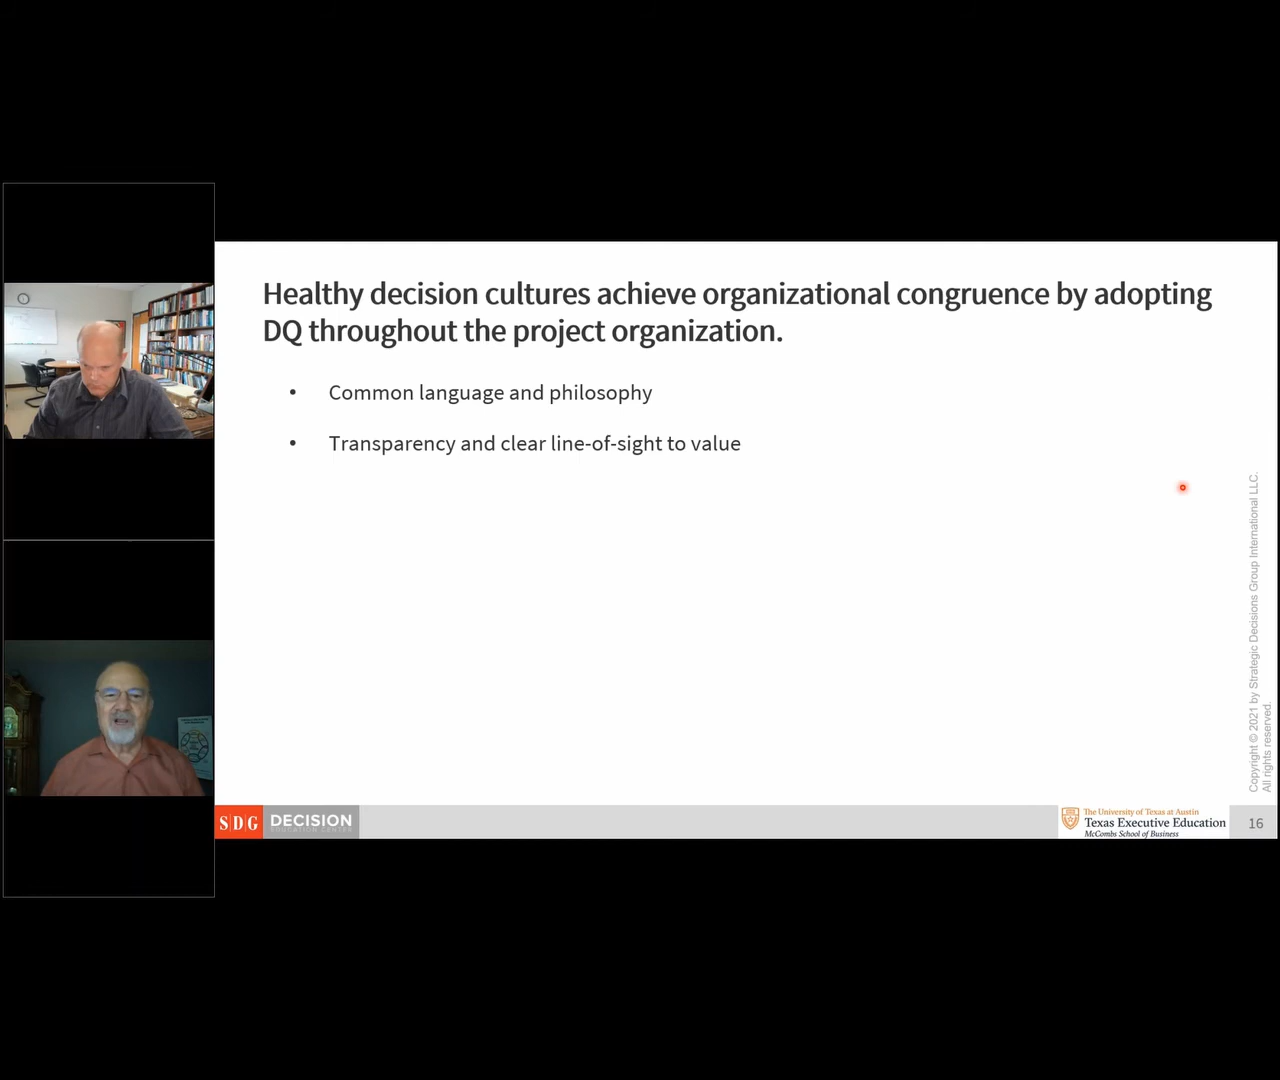 Healthy decision cultures achieve organizational congruence by adopting
DQ throughout the project organization.
• Common language and philosophy
• Transparency and clear line-of-sight to value
Copyright © 2021 by Strategic Decisions Group International LLC.
All rights reserved.
SDG
DECISION
EDUCATION CENTER
The University of Texas at Austin
Texas Executive Education
McCombs School of Business
16